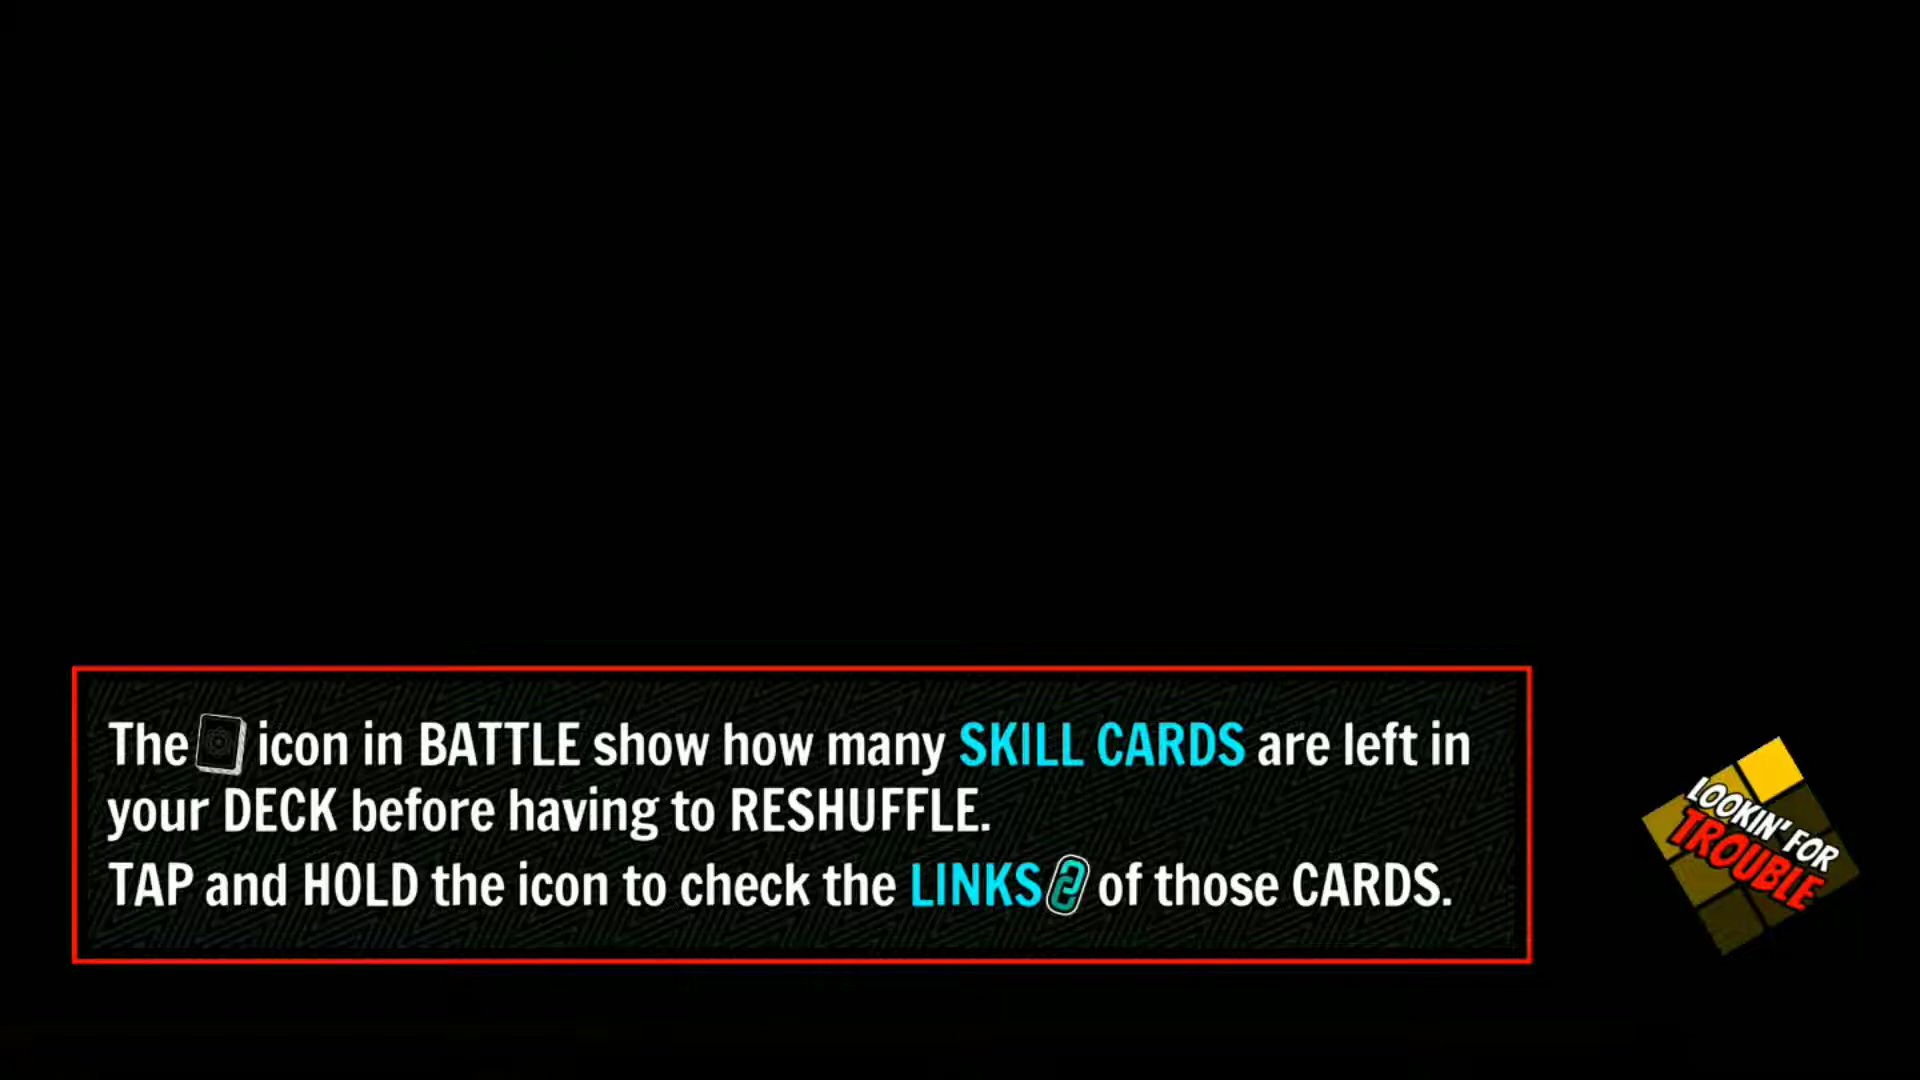 The icon in BATTLE show how many SKILL CARDS are left in
your DECK before having to RESHUFFLE.
TAP and HOLD the icon to check the LINKS of those CARDS.
LOOKIN' FOR
TROUBLE